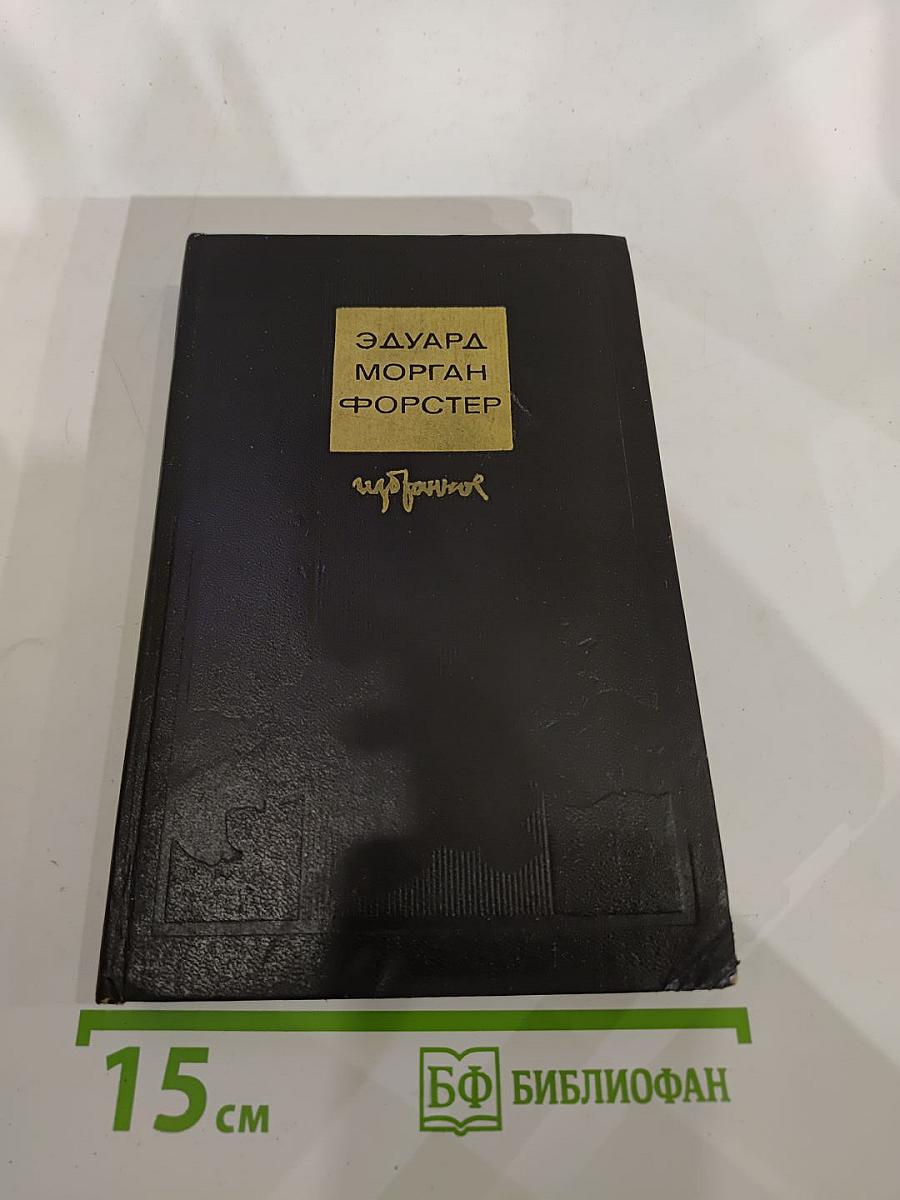 ЭДУАРД
МОРГАН
ФОРСТЕР
избранное
15 см
БФ БИБЛИОФАН